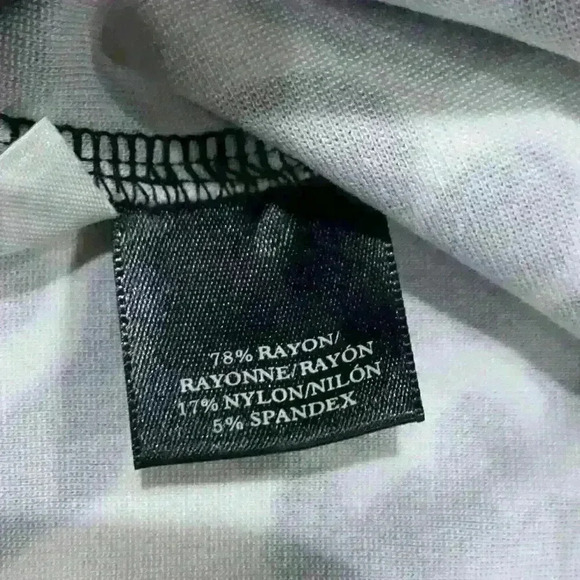 78% RAYON/
RAYONNE/RAYÓN
17% NYLON/NILÓN
5% SPANDEX